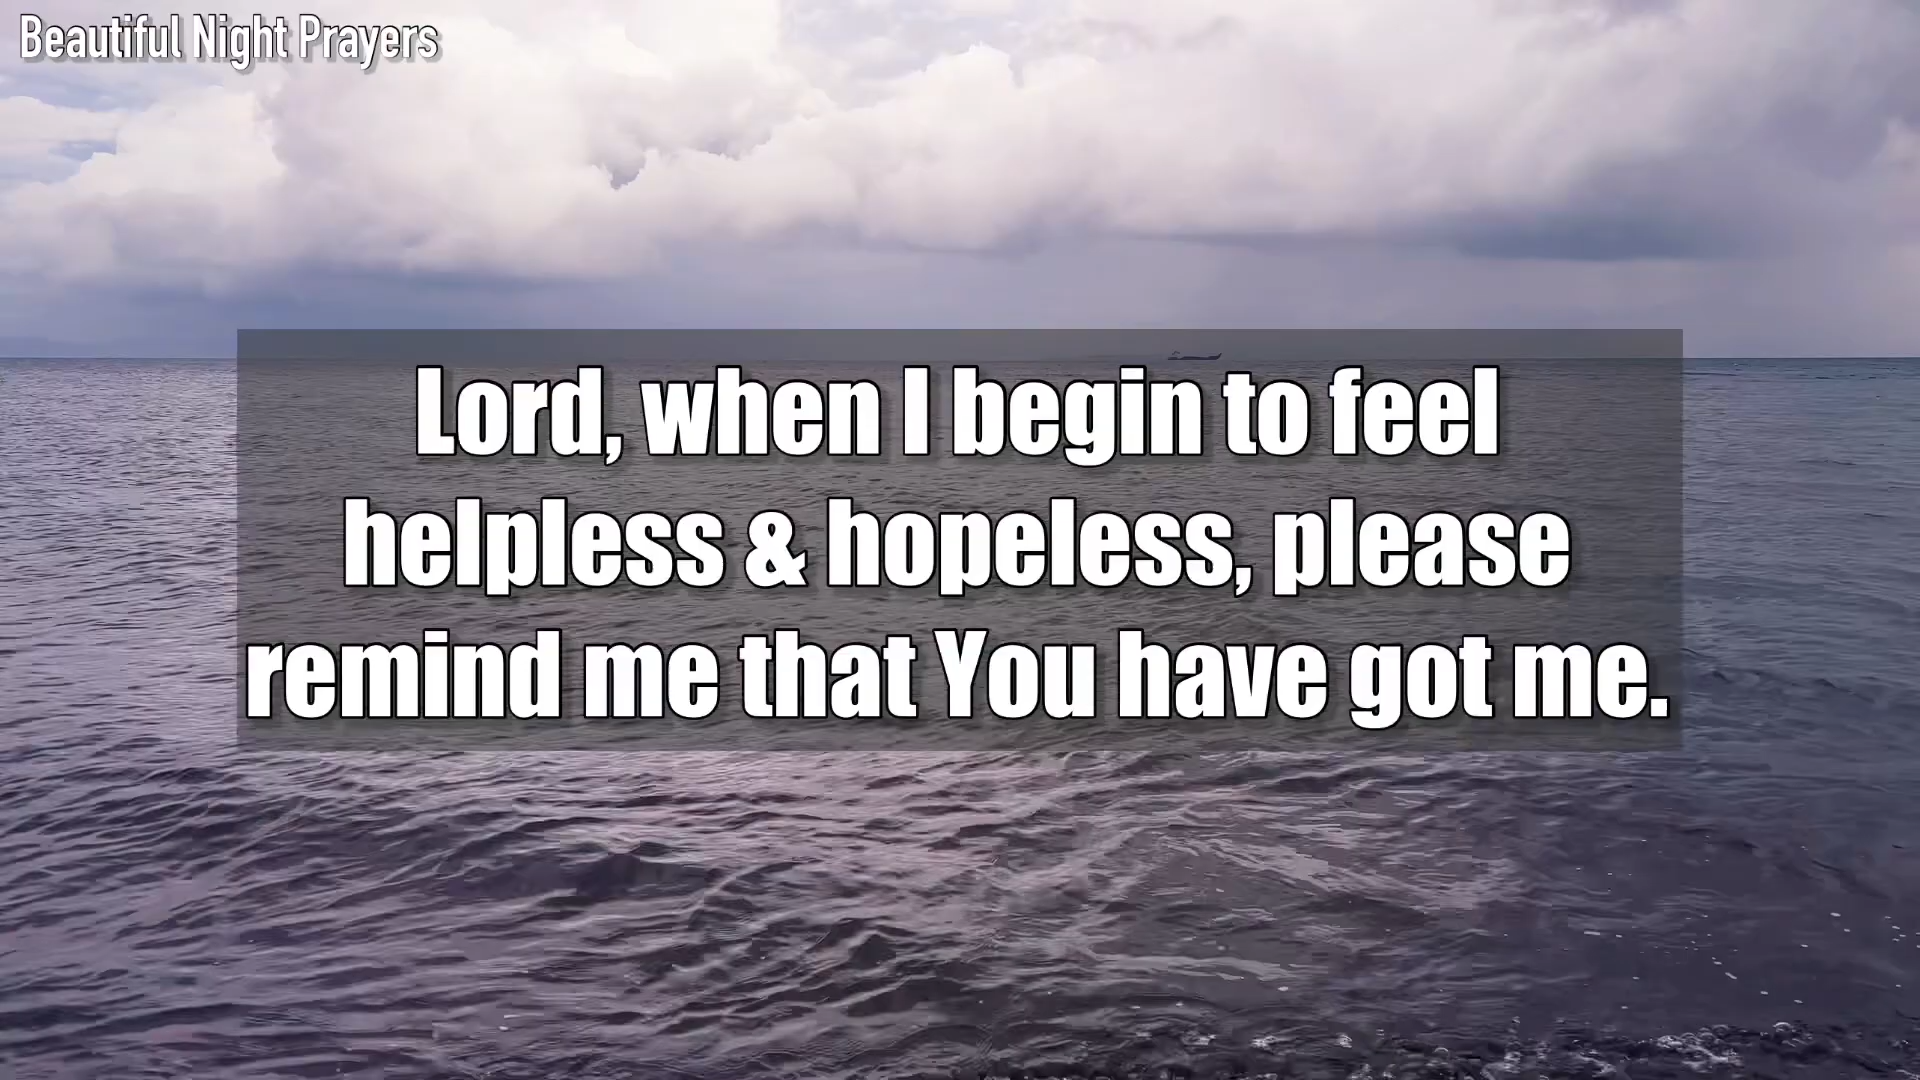 Beautiful Night Prayers
Lord, when I begin to feel
helpless & hopeless, please
remind me that You have got me.